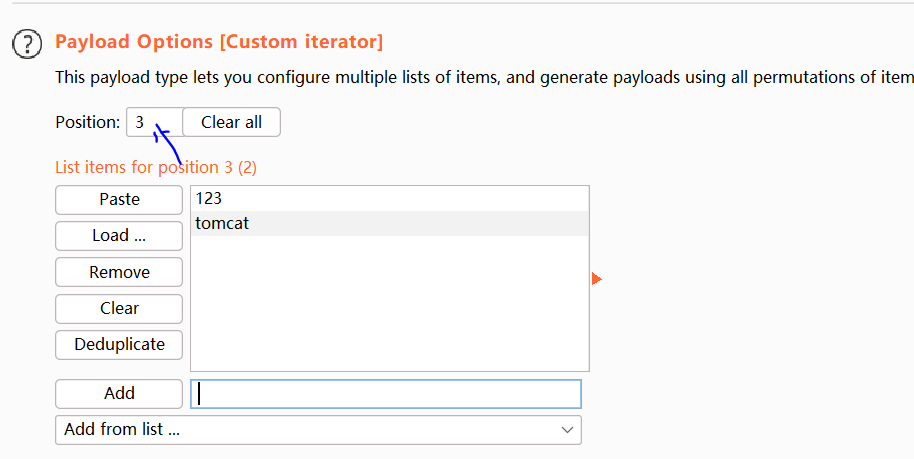 ?
Payload Options [Custom iterator]
This payload type lets you configure multiple lists of items, and generate payloads using all permutations of item
Position: 3 Clear all
List items for position 3 (2)
Paste
Load ...
Remove
Clear
Deduplicate
123
tomcat
Add
Add from list ...